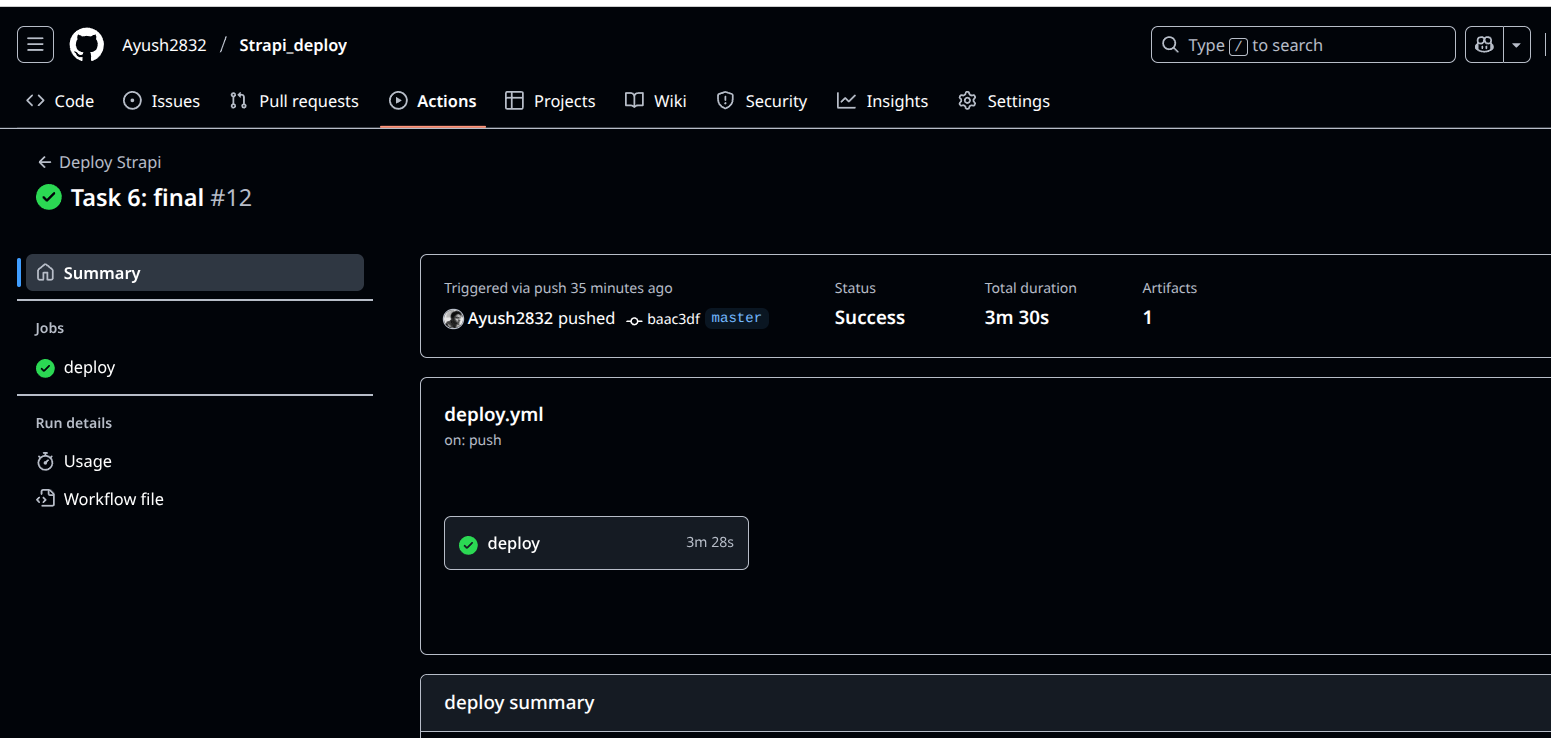 Ayush2832 / Strapi_deploy
Type / to search
Code Issues Pull requests Actions Projects Wiki Security Insights Settings
Deploy Strapi
Task 6: final #12
Summary
Jobs
deploy
Run details
Usage
Workflow file
Triggered via push 35 minutes ago
Ayush2832 pushed baac3df master
Status
Success
Total duration
3m 30s
Artifacts
1
deploy.yml
on: push
deploy 3m 28s
deploy summary